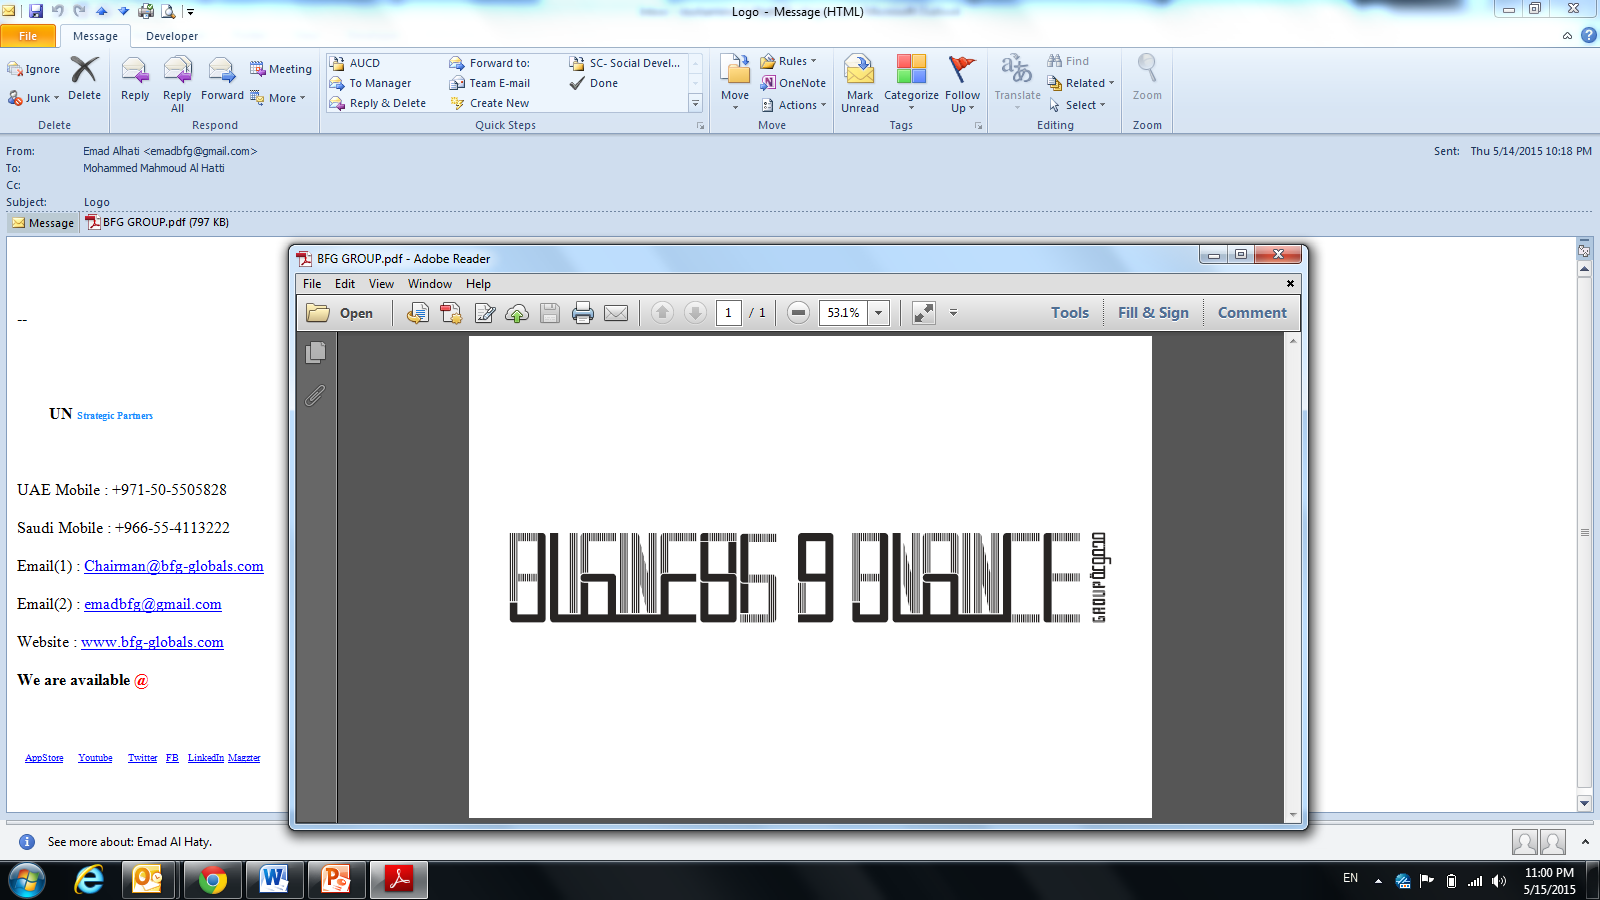 Logo - Message (HTML)
File Message Developer
Ignore
Junk
Delete
Delete
Reply
Reply All
Forward
Meeting
More
Respond
AUCD
To Manager
Reply & Delete
Forward to:
Team E-mail
Create New
SC- Social Devel...
Done
Quick Steps
Move
Rules
OneNote
Actions
Move
Mark Unread
Categorize
Follow Up
Tags
Translate
Find
Related
Select
Editing
Zoom
Zoom
From: Emad Alhati <emadbfg@gmail.com>
Sent: Thu 5/14/2015 10:18 PM
To: Mohammed Mahmoud Al Hatti
Cc:
Subject: Logo
Message BFG GROUP.pdf (797 KB)
--
UN Strategic Partners
UAE Mobile : +971-50-5505828
Saudi Mobile : +966-55-4113222
Email(1) : Chairman@bfg-globals.com
Email(2) : emadbfg@gmail.com
Website : www.bfg-globals.com
We are available @
AppStore Youtube Twitter FB LinkedIn Magzter
BFG GROUP.pdf - Adobe Reader
File Edit View Window Help
Open 1 / 1 53.1% Tools Fill & Sign Comment
See more about: Emad Al Haty.
EN
11:00 PM
5/15/2015